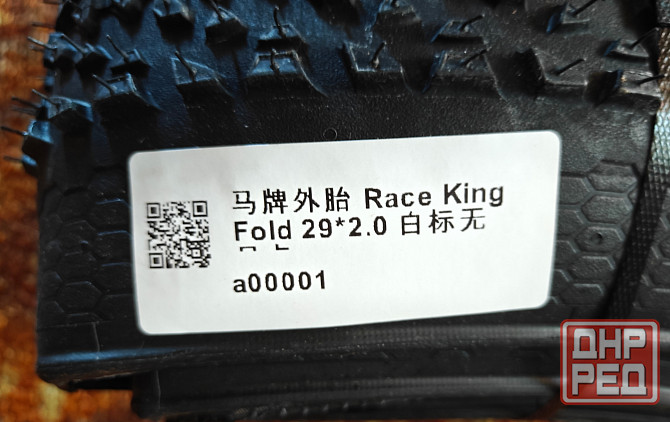 马牌外胎 Race King
Fold 29*2.0 白标无
a00001
ДНР
РЕД